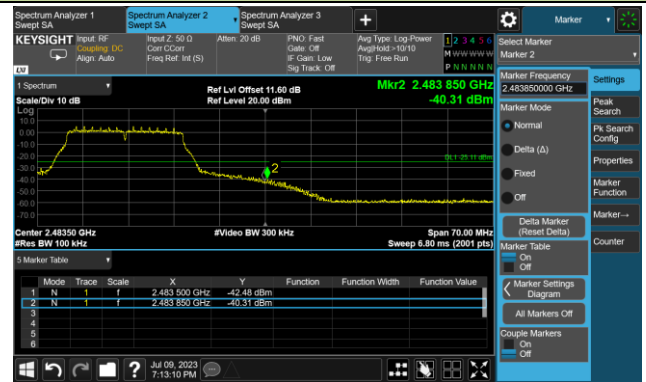 Spectrum Analyzer 1
Swept SA
Spectrum Analyzer 2
Swept SA
Spectrum Analyzer 3
Swept SA
Marker
KEYSIGHT
Input: RF
Coupling: DC
Align: Auto
Input Z: 50 Ω
Corr CCorr
Freq Ref: Int (S)
Atten: 20 dB
PNO: Fast
Gate: Off
IF Gain: Low
Sig Track: Off
Avg Type: Log-Power
Avg|Hold:>10/10
Trig: Free Run
1 2 3 4 5 6
M W W W W W
P N N N N N
LXI
Select Marker
Marker 2
1 Spectrum
Scale/Div 10 dB
Log
Ref Lvl Offset 11.60 dB
Ref Level 20.00 dBm
Mkr2 2.483 850 GHz
-40.31 dBm
10.0
0.00
-10.0
-20.0
-30.0
-40.0
-50.0
-60.0
-70.0
DL1 -25.11 dBm
2
Center 2.48350 GHz
#Res BW 100 kHz
#Video BW 300 kHz
Span 70.00 MHz
Sweep 6.80 ms (2001 pts)
5 Marker Table
Mode Trace Scale X Y Function Function Width Function Value
1 N 1 f 2.483 500 GHz -42.48 dBm
2 N 1 f 2.483 850 GHz -40.31 dBm
3
4
5
6
Marker Frequency
2.483850000 GHz
Marker Mode
Normal
Delta (Δ)
Fixed
Off
Delta Marker
(Reset Delta)
Marker Table
On
Off
Marker Settings
Diagram
All Markers Off
Couple Markers
On
Off
Settings
Peak
Search
Pk Search
Config
Properties
Marker
Function
Marker→
Counter
?
Jul 09, 2023
7:13:10 PM